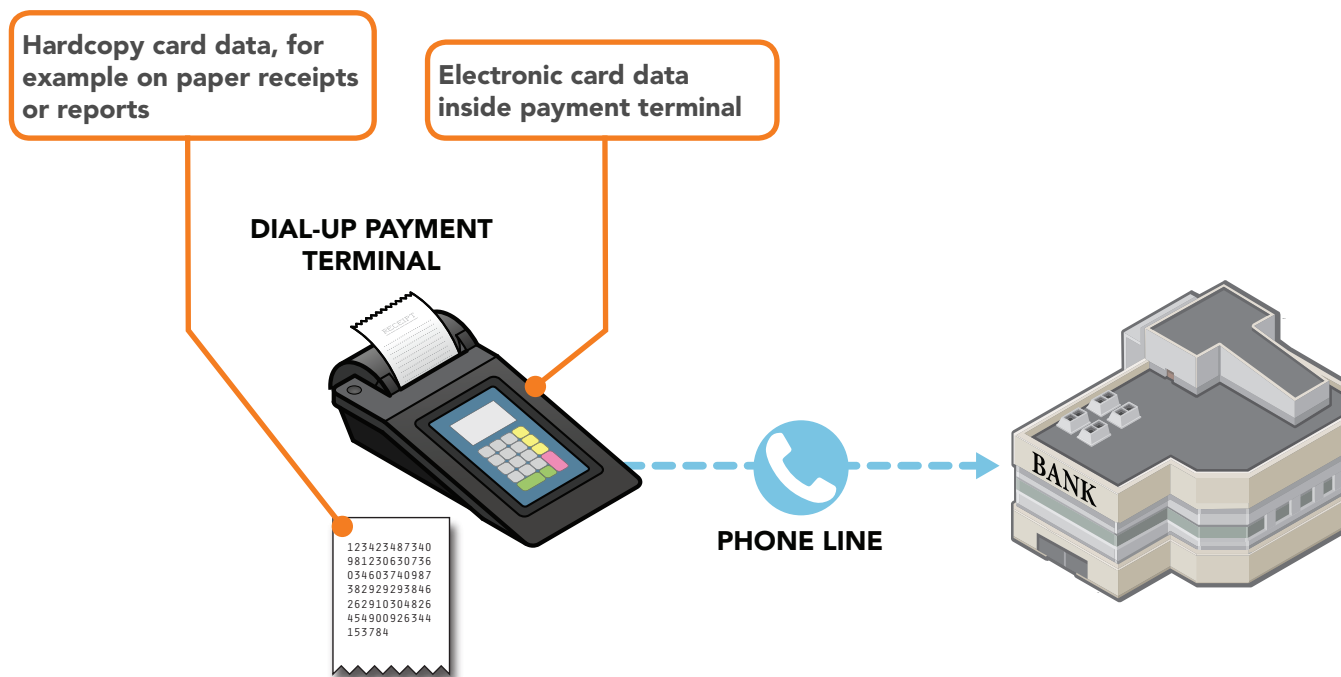 Hardcopy card data, for
example on paper receipts
or reports
Electronic card data
inside payment terminal
DIAL-UP PAYMENT
TERMINAL
RECEIPT
BANK
PHONE LINE
123423487340
981230630736
034603740987
382929293846
262910304826
454900926344
153784